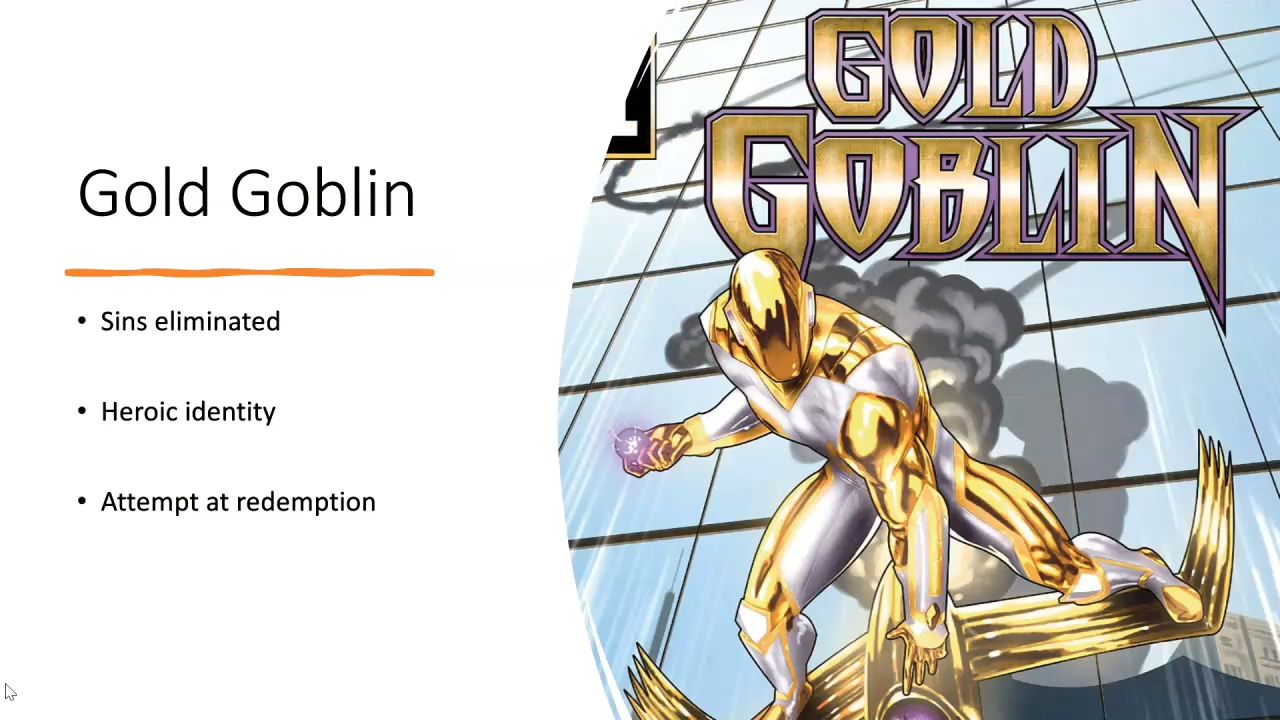 GOLD
GOBLIN
Gold Goblin
• Sins eliminated
• Heroic identity
• Attempt at redemption